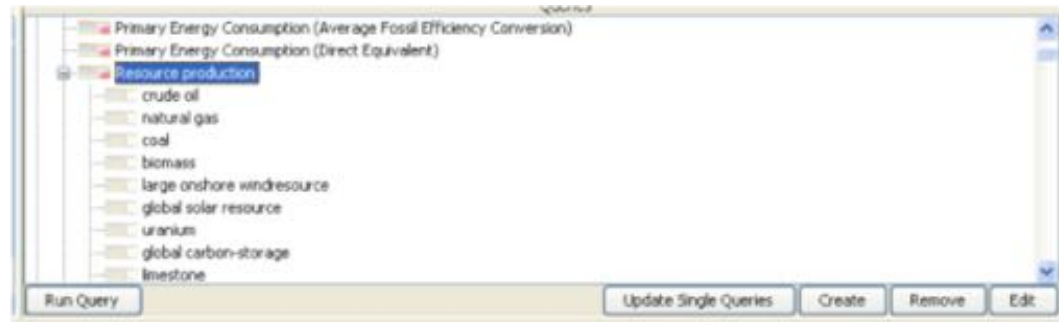 Queries
Primary Energy Consumption (Average Fossil Efficiency Conversion)
Primary Energy Consumption (Direct Equivalent)
Resource production
crude oil
natural gas
coal
biomass
large onshore windresource
global solar resource
uranium
global carbon-storage
limestone
Run Query Update Single Queries Create Remove Edit